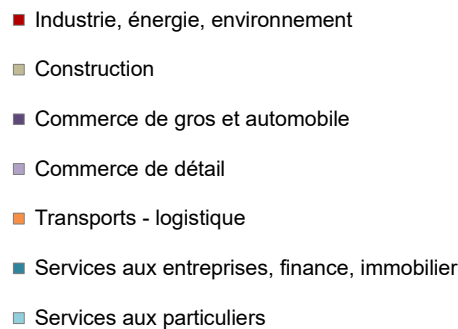 Industrie, énergie, environnement
Construction
Commerce de gros et automobile
Commerce de détail
Transports - logistique
Services aux entreprises, finance, immobilier
Services aux particuliers